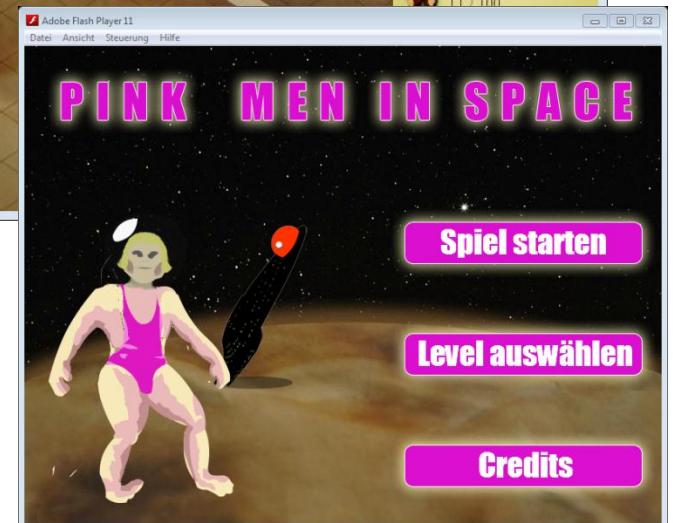 Adobe Flash Player 11
Datei Ansicht Steuerung Hilfe
PINK MEN IN SPACE
Spiel starten
Level auswählen
Credits